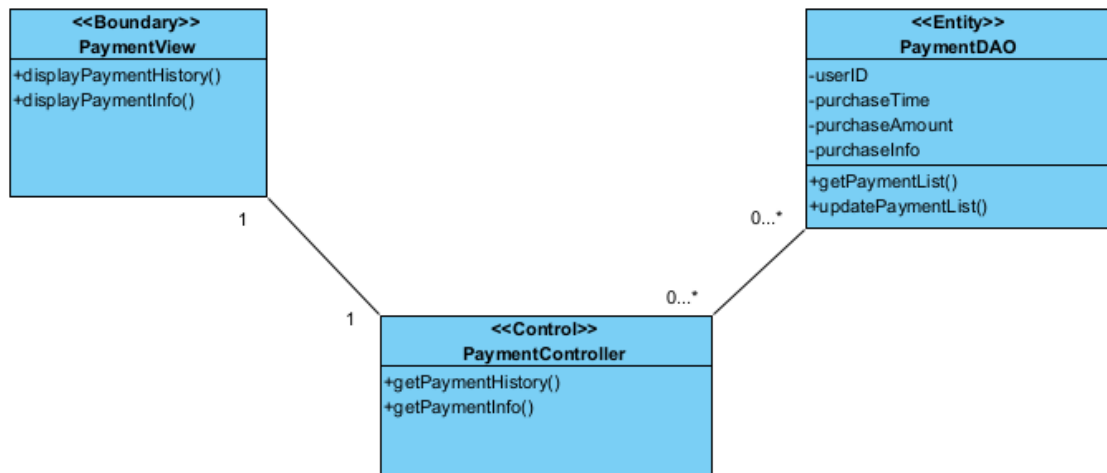 <<Boundary>>
PaymentView
+displayPaymentHistory()
+displayPaymentInfo()
<<Entity>>
PaymentDAO
-userID
-purchaseTime
-purchaseAmount
-purchaseInfo
+getPaymentList()
+updatePaymentList()
1
0...*
1
0...*
<<Control>>
PaymentController
+getPaymentHistory()
+getPaymentInfo()